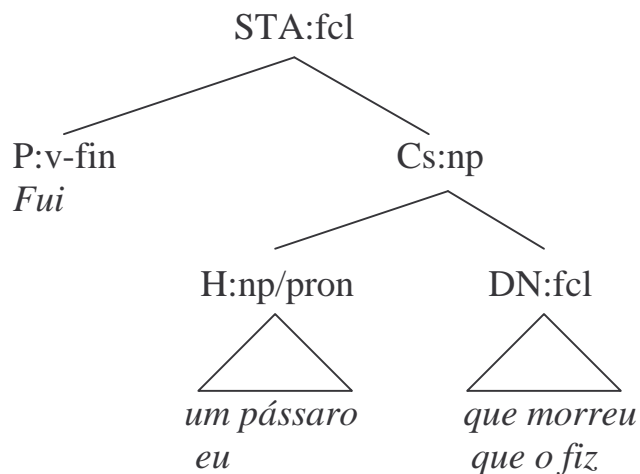 STA:fcl
P:v-fin Cs:np
Fui
H:np/pron DN:fcl
um pássaro que morreu
eu que o fiz